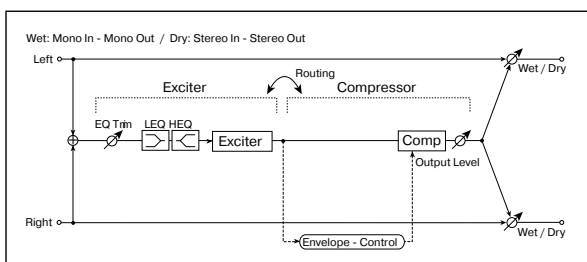 Wet: Mono In - Mono Out / Dry: Stereo In - Stereo Out
Left
Wet / Dry
Routing
Exciter
Compressor
EQ Trim
LEQ HEQ
Exciter
Comp
Output Level
Right
Wet / Dry
Envelope - Control